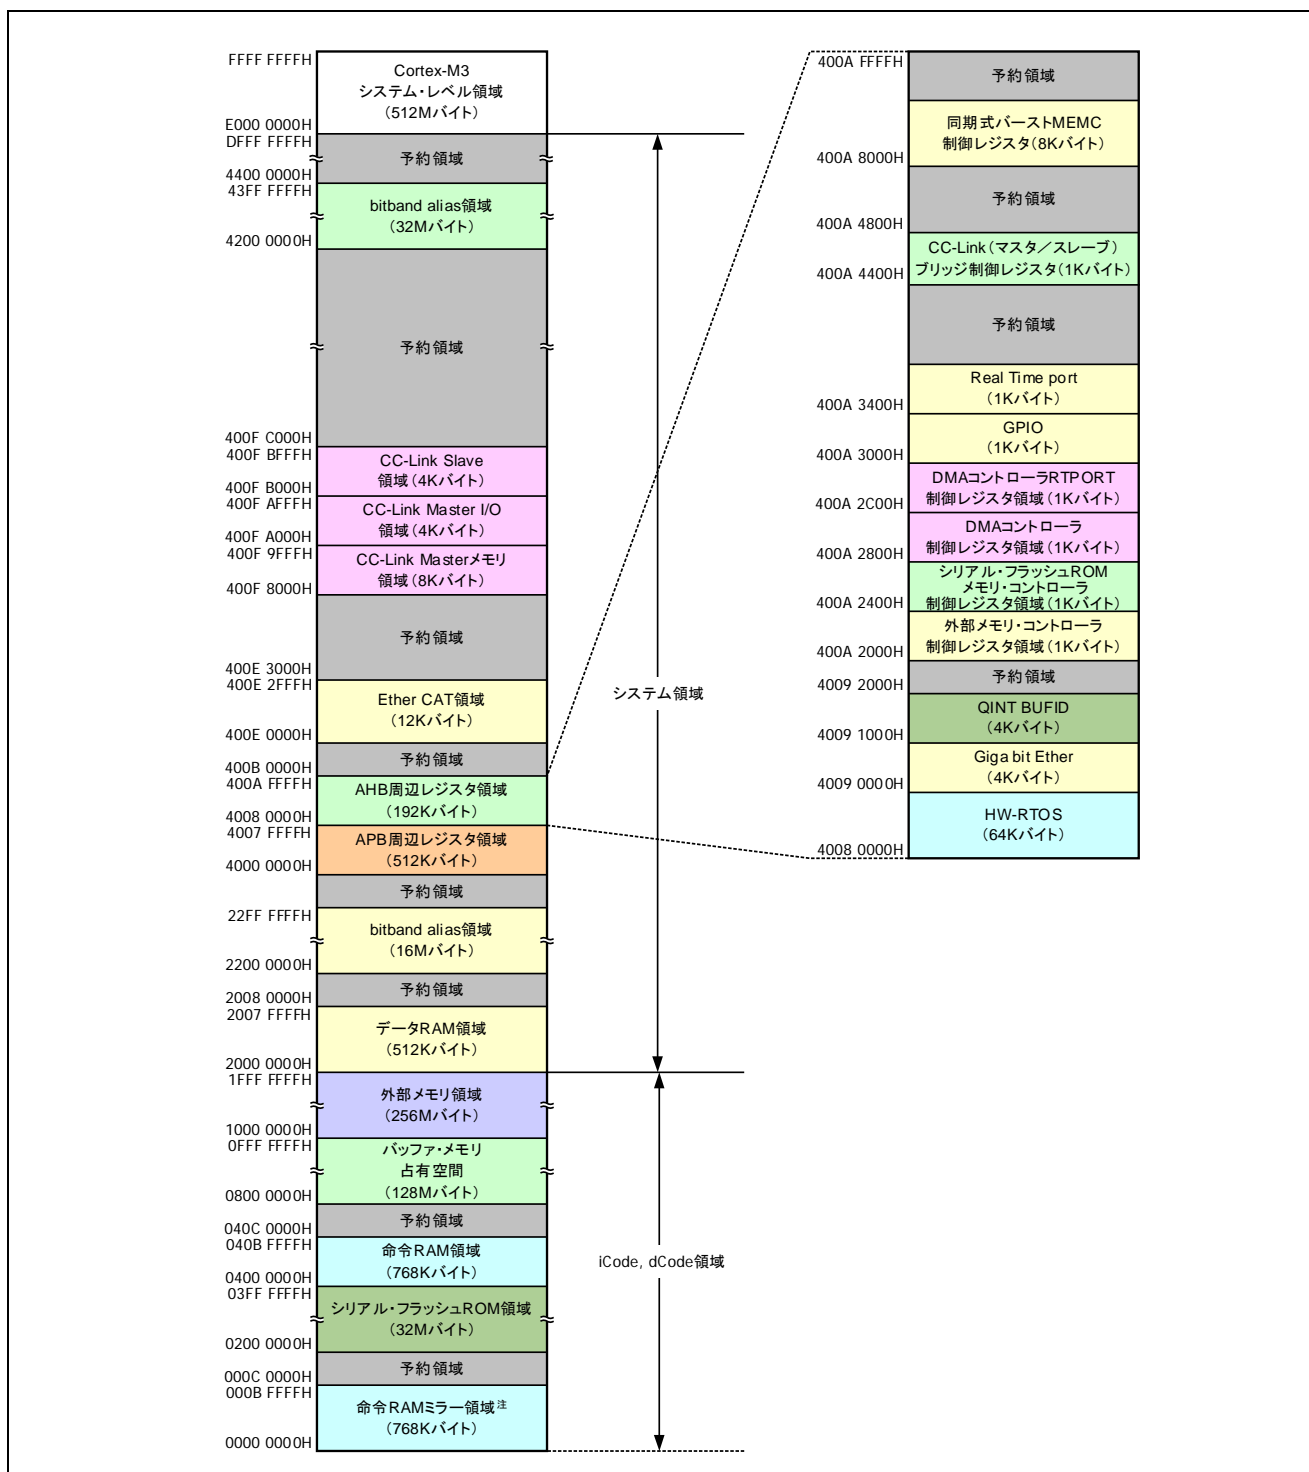 FFFF FFFFH
Cortex-M3
システム・レベル領域
(512Mバイト)
E000 0000H
DFFF FFFFH
予約領域
4400 0000H
43FF FFFFH
bitband alias領域
(32Mバイト)
4200 0000H
予約領域
400F C000H
400F BFFFH
CC-Link Slave
領域(4Kバイト)
400F B000H
400F AFFFH
CC-Link Master I/O
領域(4Kバイト)
400F A000H
400F 9FFFH
CC-Link Masterメモリ
領域(8Kバイト)
400F 8000H
予約領域
400E 3000H
400E 2FFFH
Ether CAT領域
(12Kバイト)
400E 0000H
予約領域
400B 0000H
400A FFFFH
AHB周辺レジスタ領域
(192Kバイト)
4008 0000H
4007 FFFFH
APB周辺レジスタ領域
(512Kバイト)
4000 0000H
予約領域
22FF FFFFH
bitband alias領域
(16Mバイト)
2200 0000H
予約領域
2008 0000H
2007 FFFFH
データRAM領域
(512Kバイト)
2000 0000H
1FFF FFFFH
外部メモリ領域
(256Mバイト)
1000 0000H
0FFF FFFFH
バッファ・メモリ
占有空間
(128Mバイト)
0800 0000H
予約領域
040C 0000H
040B FFFFH
命令RAM領域
(768Kバイト)
0400 0000H
03FF FFFFH
シリアル・フラッシュROM領域
(32Mバイト)
0200 0000H
予約領域
000C 0000H
000B FFFFH
命令RAMミラー領域注
(768Kバイト)
0000 0000H
システム領域
iCode, dCode領域
400A FFFFH
予約領域
同期式バーストMEMC
制御レジスタ(8Kバイト)
400A 8000H
予約領域
400A 4800H
CC-Link(マスタ/スレーブ)
ブリッジ制御レジスタ(1Kバイト)
400A 4400H
予約領域
Real Time port
(1Kバイト)
400A 3400H
GPIO
(1Kバイト)
400A 3000H
DMAコントローラRTPORT
制御レジスタ領域(1Kバイト)
400A 2C00H
DMAコントローラ
制御レジスタ領域(1Kバイト)
400A 2800H
シリアル・フラッシュROM
メモリ・コントローラ
制御レジスタ領域(1Kバイト)
400A 2400H
外部メモリ・コントローラ
制御レジスタ領域(1Kバイト)
400A 2000H
予約領域
4009 2000H
QINT BUFID
(4Kバイト)
4009 1000H
Giga bit Ether
(4Kバイト)
4009 0000H
HW-RTOS
(64Kバイト)
4008 0000H